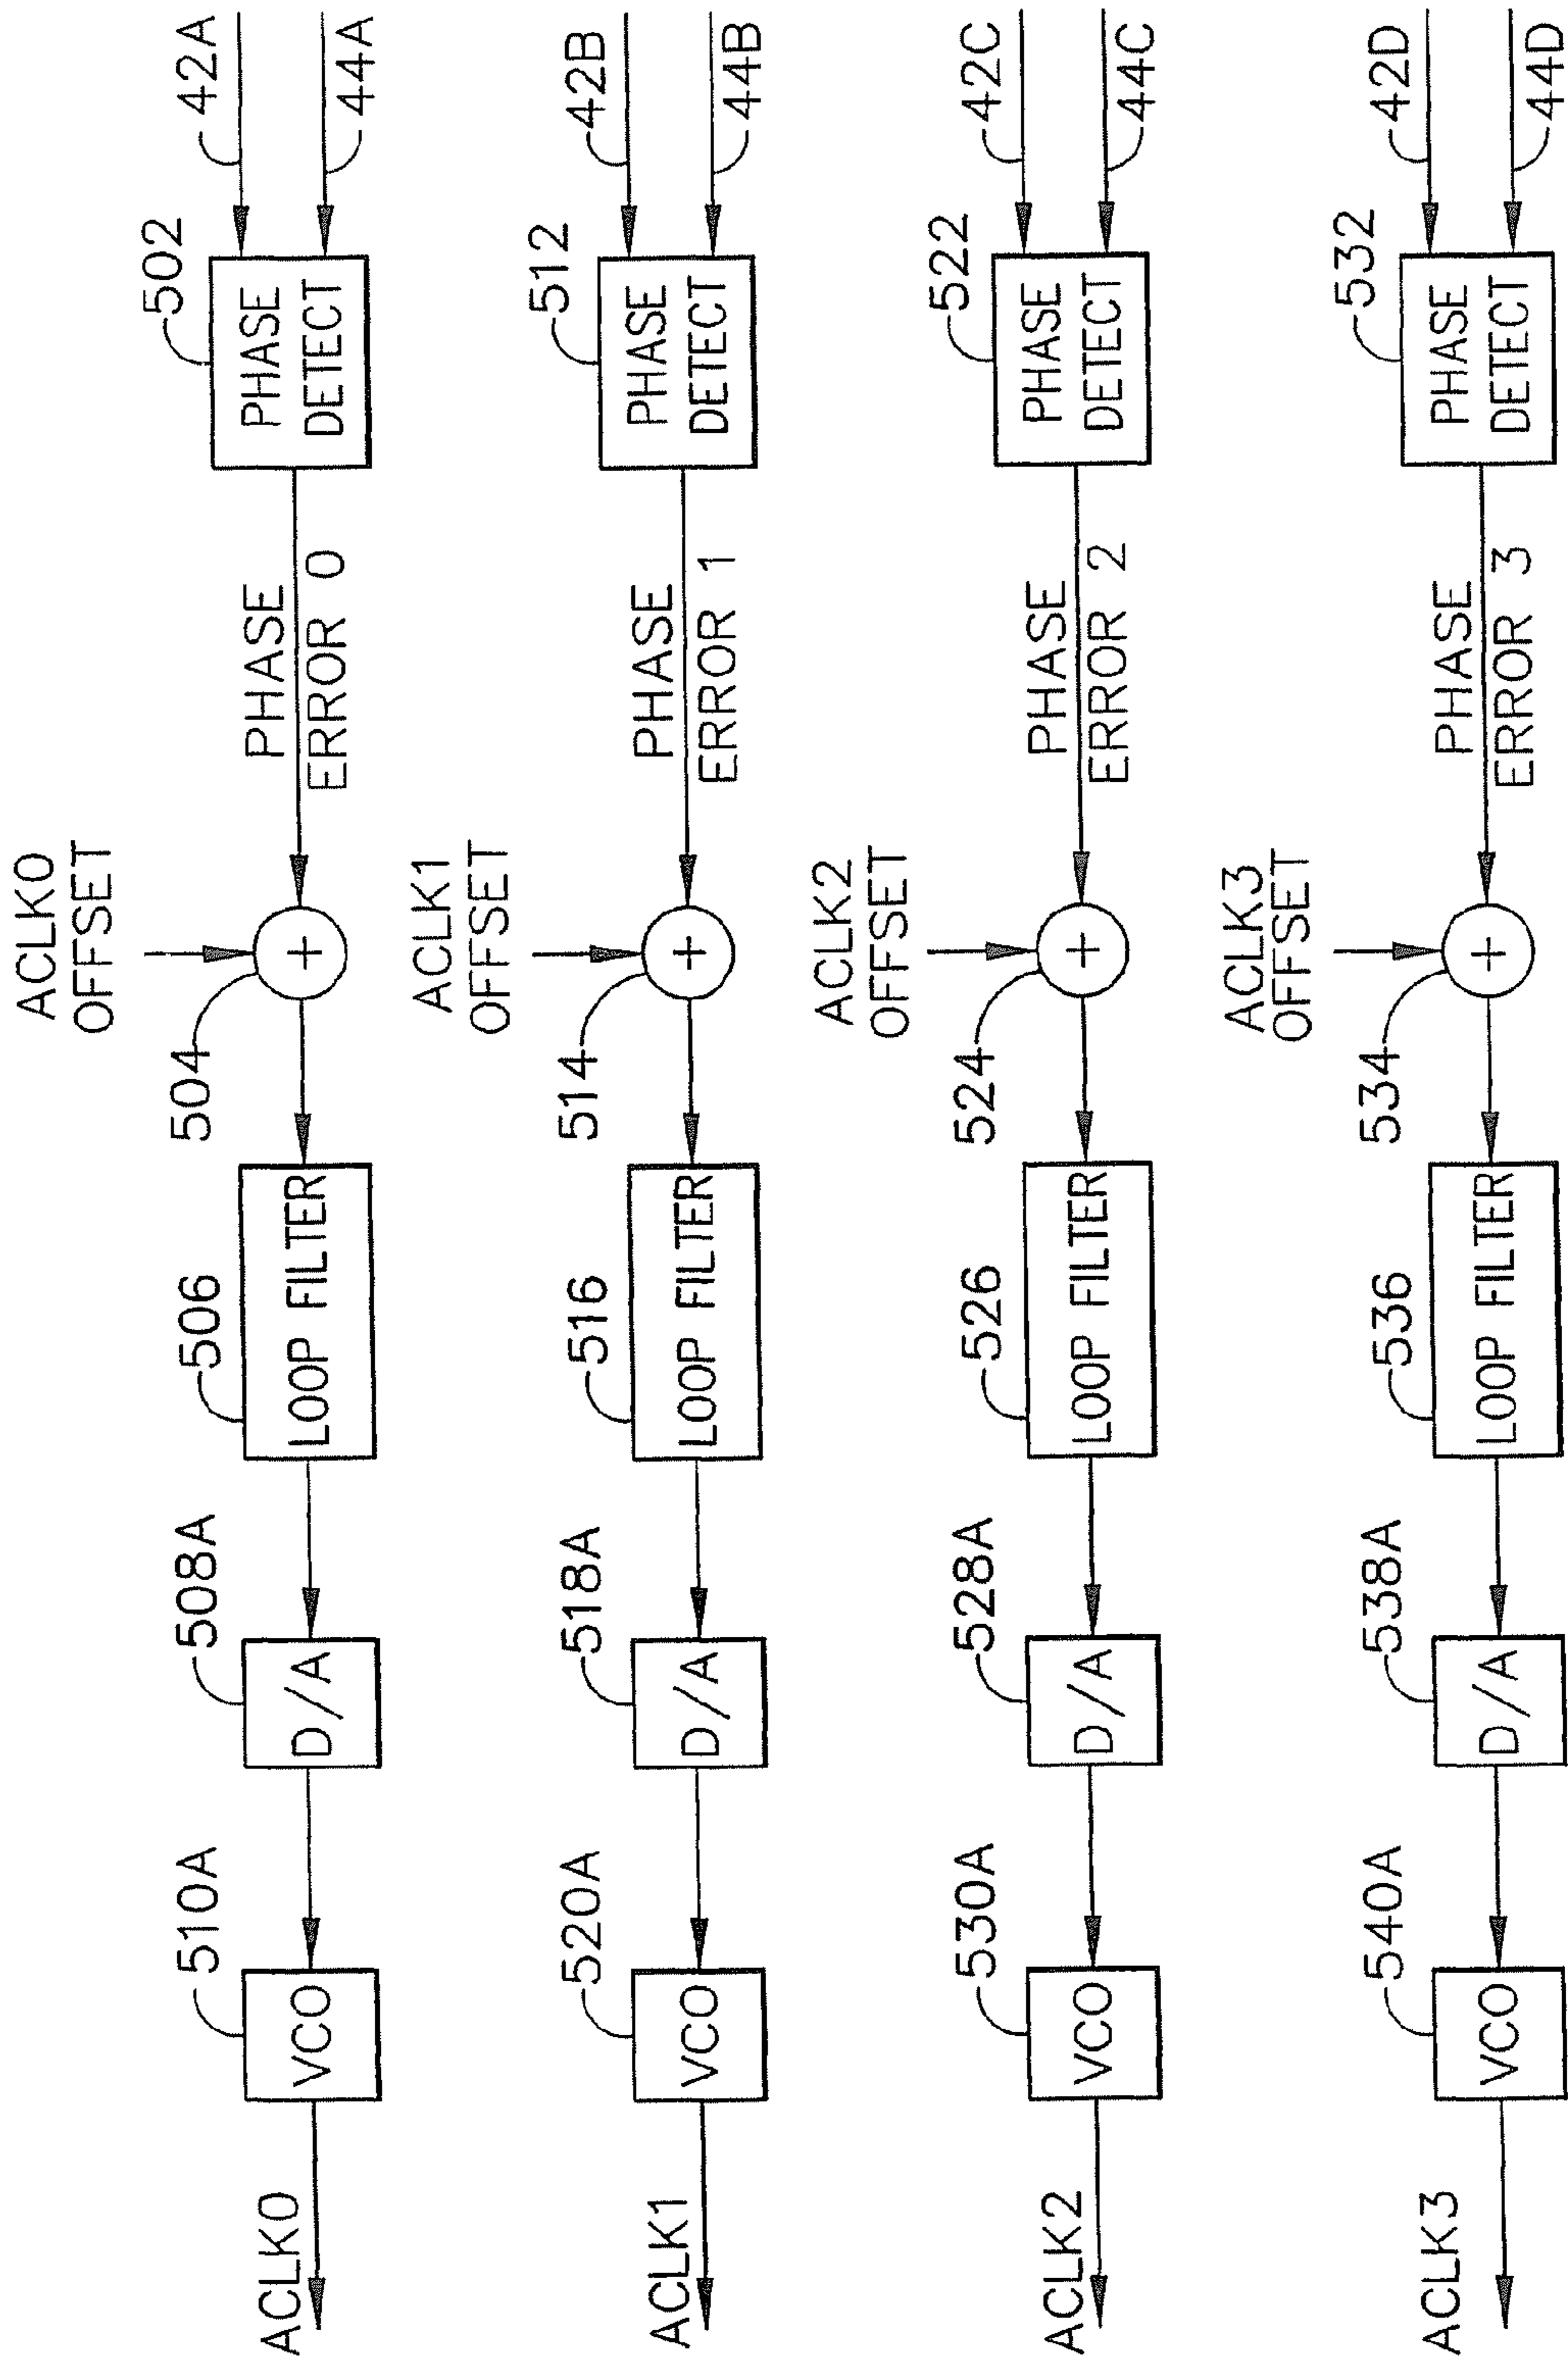 42A
44A
502
PHASE
DETECT
PHASE
ERROR 0
ACLK0
OFFSET
+
504
506
LOOP FILTER
508A
D/A
510A
VCO
ACLK0
42B
44B
512
PHASE
DETECT
PHASE
ERROR 1
ACLK1
OFFSET
+
514
516
LOOP FILTER
518A
D/A
520A
VCO
ACLK1
42C
44C
522
PHASE
DETECT
PHASE
ERROR 2
ACLK2
OFFSET
+
524
526
LOOP FILTER
528A
D/A
530A
VCO
ACLK2
42D
44D
532
PHASE
DETECT
PHASE
ERROR 3
ACLK3
OFFSET
+
534
536
LOOP FILTER
538A
D/A
540A
VCO
ACLK3